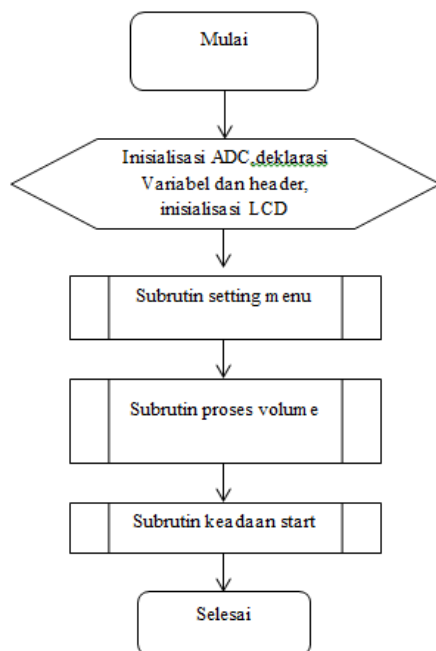 Mulai
Inisialisasi ADC,deklarasi
Variabel dan header,
inisialisasi LCD
Subrutin setting menu
Subrutin proses volume
Subrutin keadaan start
Selesai